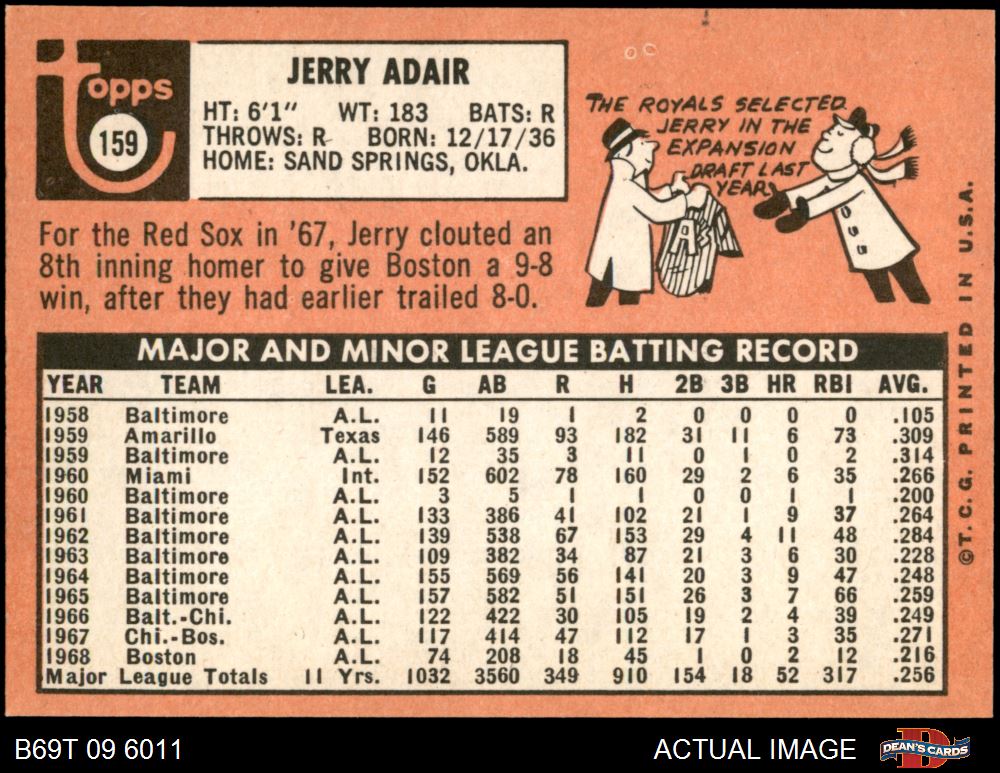 Topps
159
JERRY ADAIR
HT: 6'1" WT: 183 BATS: R
THROWS: R BORN: 12/17/36
HOME: SAND SPRINGS, OKLA.
THE ROYALS SELECTED
JERRY IN THE
EXPANSION
DRAFT LAST
YEAR
A's
For the Red Sox in '67, Jerry clouted an
8th inning homer to give Boston a 9-8
win, after they had earlier trailed 8-0.
MAJOR AND MINOR LEAGUE BATTING RECORD
YEAR TEAM LEA. G AB R H 2B 3B HR RBI AVG.
1958 Baltimore A.L. 11 19 1 2 0 0 0 0 .105
1959 Amarillo Texas 146 589 93 182 31 11 6 73 .309
1959 Baltimore A.L. 12 35 3 11 0 1 0 2 .314
1960 Miami Int. 152 602 78 160 29 2 6 35 .266
1960 Baltimore A.L. 3 5 1 1 0 0 1 1 .200
1961 Baltimore A.L. 133 386 41 102 21 1 9 37 .264
1962 Baltimore A.L. 139 538 67 153 29 4 11 48 .284
1963 Baltimore A.L. 109 382 34 87 21 3 6 30 .228
1964 Baltimore A.L. 155 569 56 141 20 3 9 47 .248
1965 Baltimore A.L. 157 582 51 151 26 3 7 66 .259
1966 Balt.-Chi. A.L. 122 422 30 105 19 2 4 39 .249
1967 Chi.-Bos. A.L. 117 414 47 112 17 1 3 35 .271
1968 Boston A.L. 74 208 18 45 1 0 2 12 .216
Major League Totals 11 Yrs. 1032 3560 349 910 154 18 52 317 .256
©T.C.G. PRINTED IN U.S.A.
B69T 09 6011
ACTUAL IMAGE
DEAN'S CARDS